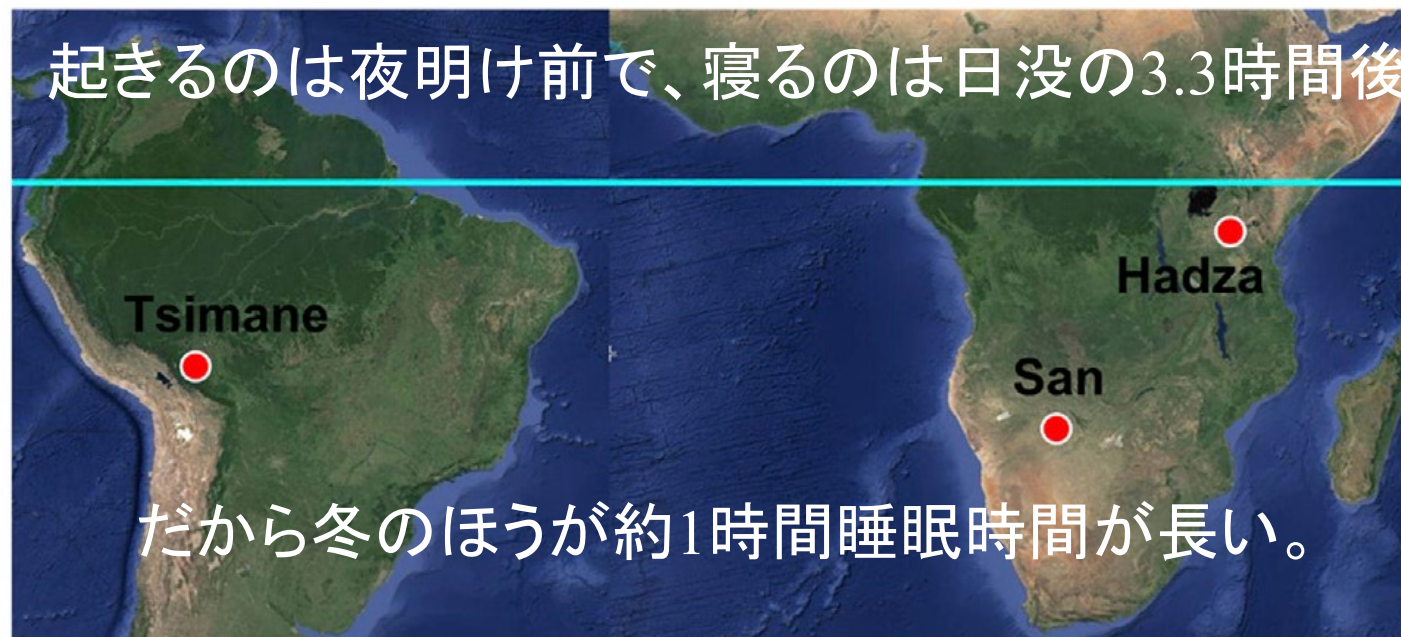 起きるのは夜明け前で、寝るのは日没の3.3時間後
Hadza
Tsimane
San
だから冬のほうが約1時間睡眠時間が長い。